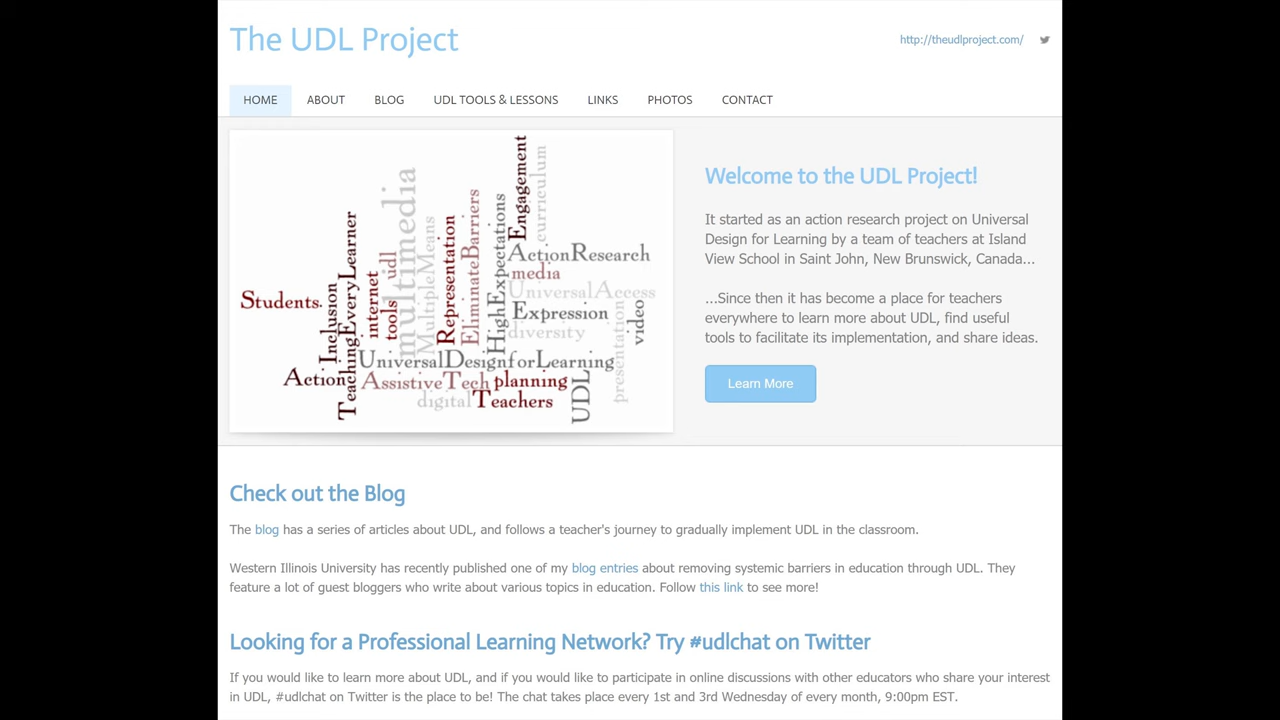 The UDL Project
http://theudlproject.com/
HOME ABOUT BLOG UDL TOOLS & LESSONS LINKS PHOTOS CONTACT
Students.
Action
Inclusion
TeachingEveryLearner
internet
tools
udl
multimedia
MultipleMeans
Representation
EliminateBarriers
HighExpectations
Engagement
curriculum
ActionResearch
media
UniversalAccess
Expression
diversity
UniversalDesignforLearning
AssistiveTech
planning
digital
Teachers
UDL
presentation
video
Welcome to the UDL Project!
It started as an action research project on Universal
Design for Learning by a team of teachers at Island
View School in Saint John, New Brunswick, Canada...
...Since then it has become a place for teachers
everywhere to learn more about UDL, find useful
tools to facilitate its implementation, and share ideas.
Learn More
Check out the Blog
The blog has a series of articles about UDL, and follows a teacher's journey to gradually implement UDL in the classroom.
Western Illinois University has recently published one of my blog entries about removing systemic barriers in education through UDL. They
feature a lot of guest bloggers who write about various topics in education. Follow this link to see more!
Looking for a Professional Learning Network? Try #udlchat on Twitter
If you would like to learn more about UDL, and if you would like to participate in online discussions with other educators who share your interest
in UDL, #udlchat on Twitter is the place to be! The chat takes place every 1st and 3rd Wednesday of every month, 9:00pm EST.